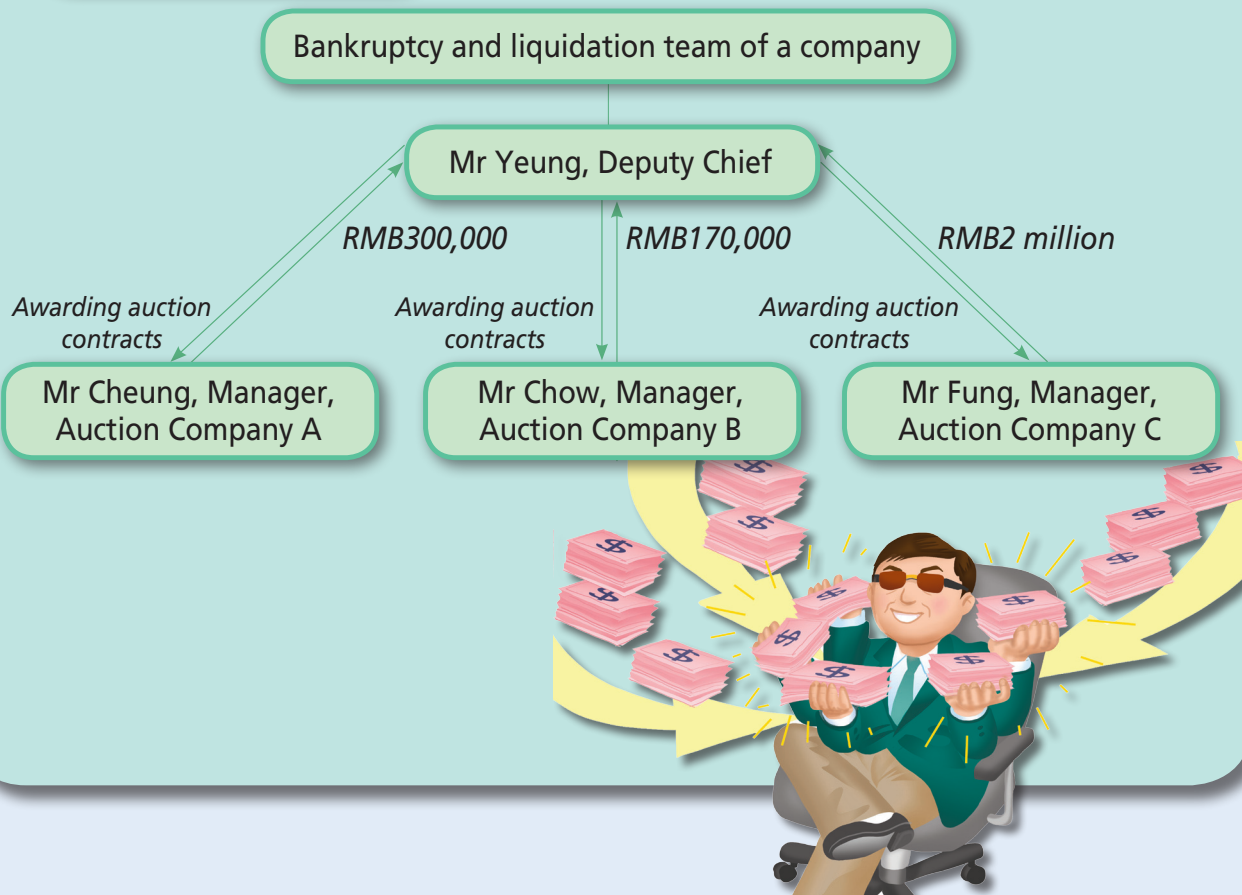 Bankruptcy and liquidation team of a company
Mr Yeung, Deputy Chief
RMB300,000
RMB170,000
RMB2 million
Awarding auction
contracts
Awarding auction
contracts
Awarding auction
contracts
Mr Cheung, Manager,
Auction Company A
Mr Chow, Manager,
Auction Company B
Mr Fung, Manager,
Auction Company C
$
$
$
$
$
$
$
$
$
$
$
$
$